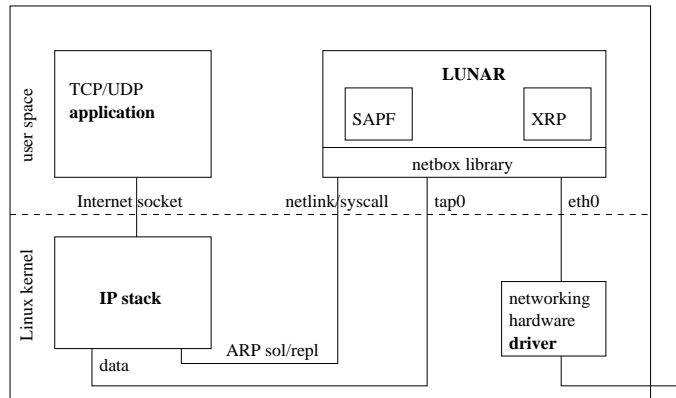 user space
TCP/UDP
application
LUNAR
SAPF
XRP
netbox library
Internet socket
netlink/syscall
tap0
eth0
Linux kernel
IP stack
networking
hardware
driver
ARP sol/repl
data